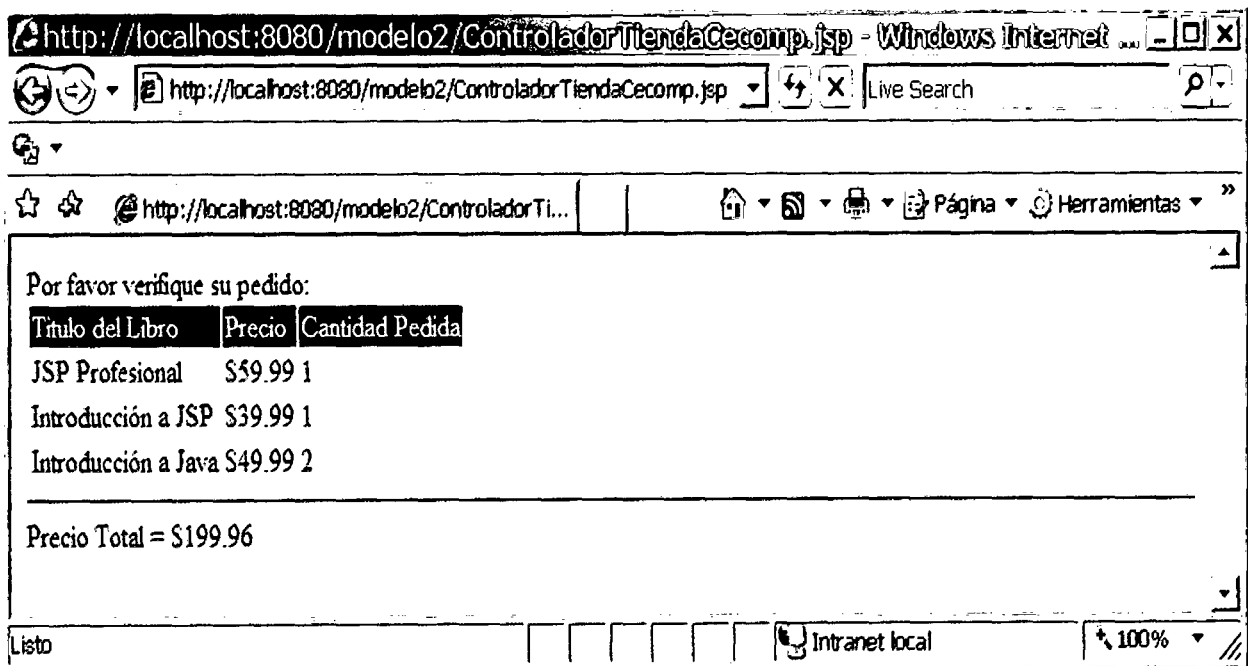 http://localhost:8080/modelo2/ControladorTiendaCecomp.jsp - Windows Internet ...
http://localhost:8080/modelo2/ControladorTiendaCecomp.jsp Live Search
http://localhost:8080/modelo2/ControladorTi... Página Herramientas »
Por favor verifique su pedido:
Título del Libro Precio Cantidad Pedida
JSP Profesional $59.99 1
Introducción a JSP $39.99 1
Introducción a Java $49.99 2
Precio Total = $199.96
Listo Intranet local 100%